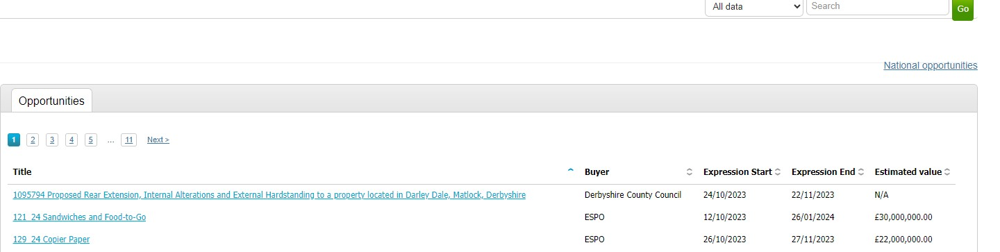 All data Search Go
National opportunities
Opportunities
1 2 3 4 5 ... 11 Next >
Title Buyer Expression Start Expression End Estimated value
1095794 Proposed Rear Extension, Internal Alterations and External Hardstanding to a property located in Darley Dale, Matlock, Derbyshire Derbyshire County Council 24/10/2023 22/11/2023 N/A
121_24 Sandwiches and Food-to-Go ESPO 12/10/2023 26/01/2024 £30,000,000.00
129_24 Copier Paper ESPO 26/10/2023 27/11/2023 £22,000,000.00